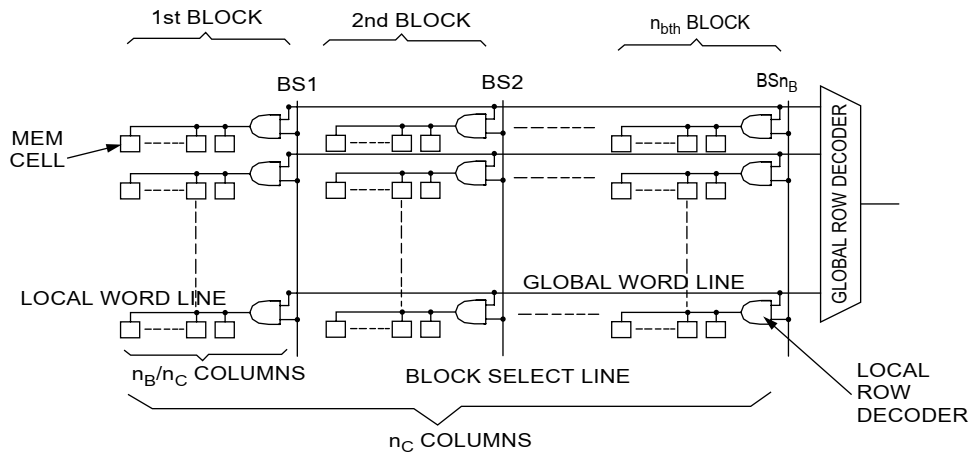 1st BLOCK
2nd BLOCK
nbth BLOCK
BS1
BS2
BSnB
MEM
CELL
GLOBAL ROW DECODER
LOCAL WORD LINE
GLOBAL WORD LINE
nB/nC COLUMNS
BLOCK SELECT LINE
LOCAL
ROW
DECODER
nC COLUMNS